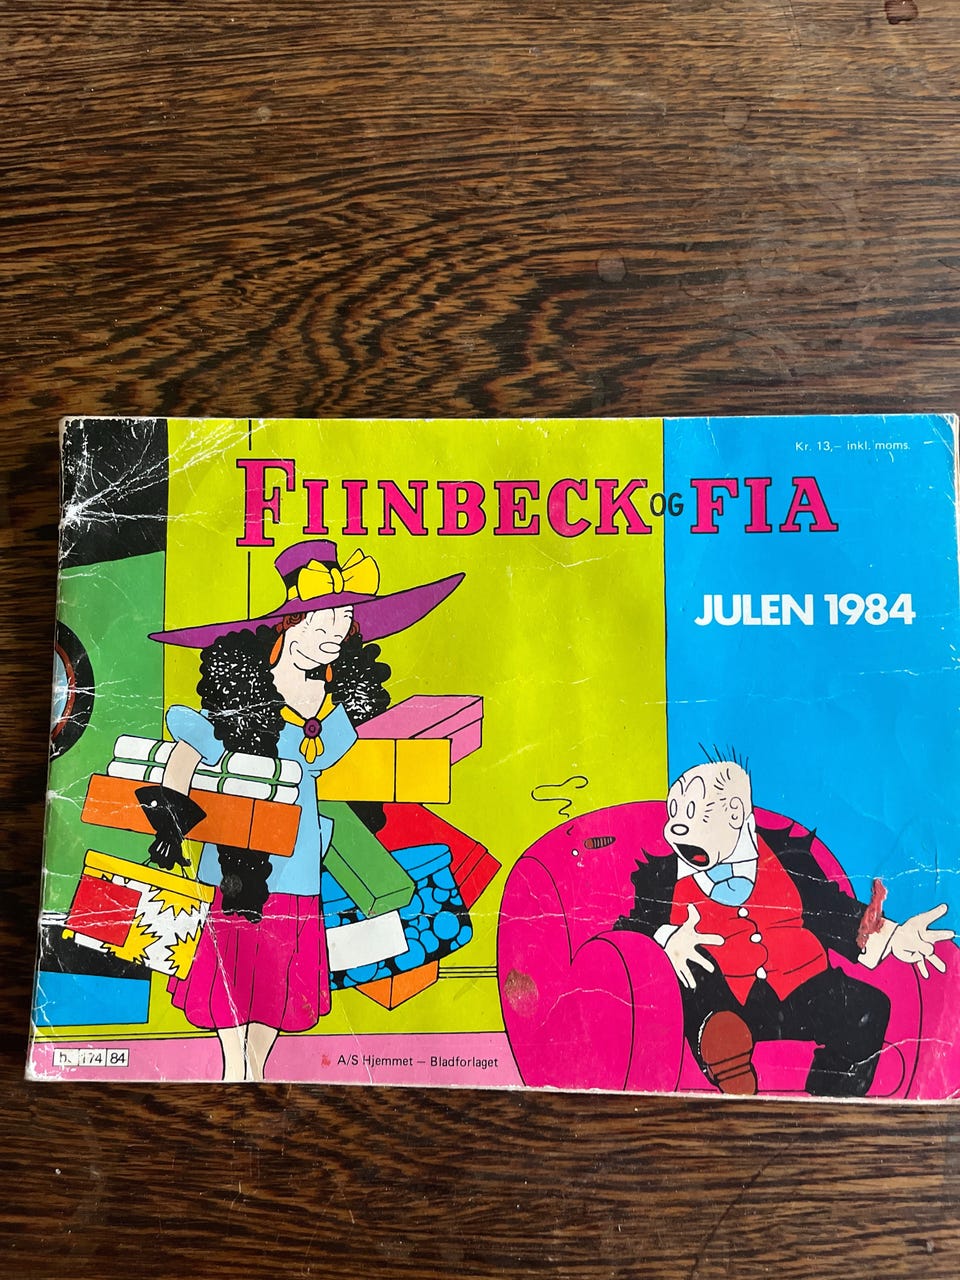 Kr. 13,– inkl. moms.
FIINBECK OG FIA
JULEN 1984
h. 174 84
A/S Hjemmet – Bladforlaget